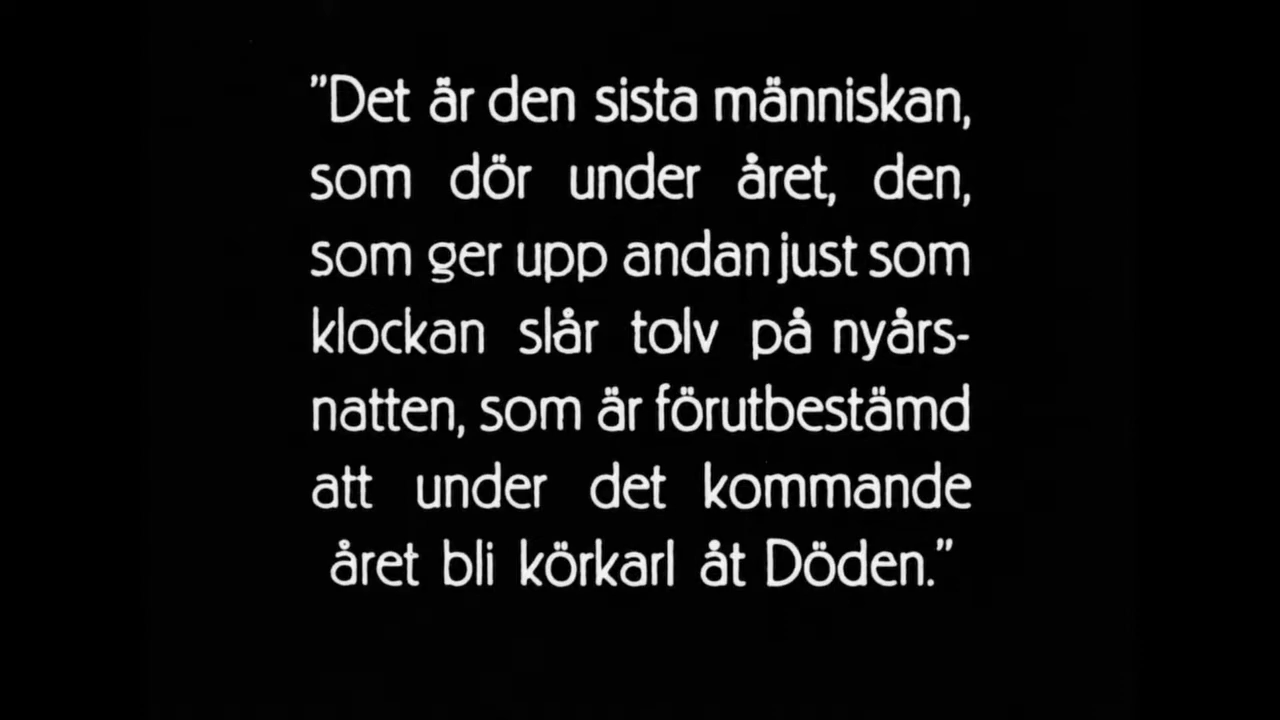 ”Det är den sista människan,
som dör under året, den,
som ger upp andan just som
klockan slår tolv på nyårs-
natten, som är förutbestämd
att under det kommande
året bli körkarl åt Döden.”